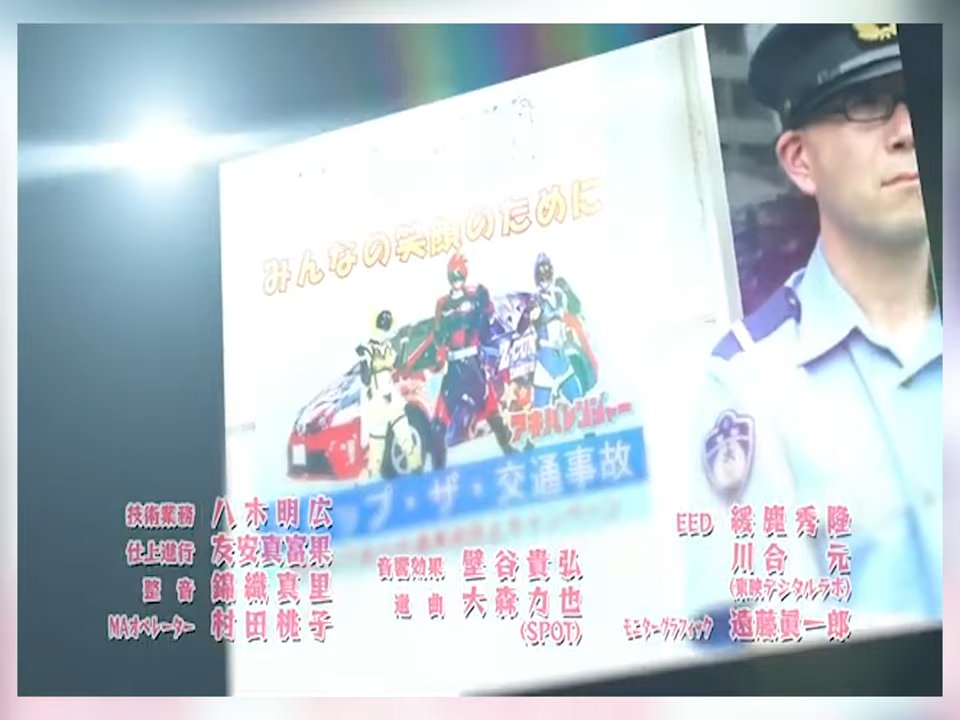 みんなの笑顔のために
Z-CUNE
アキバレンジャー
ップ・ザ・交通事故
技術業務 八木明広
仕上進行 友安真富果
整音 錦織真里
MAオペレーター 村田桃子
音響効果 壁谷貴弘
選曲 大森力也
(SPOT)
EED 緩鹿秀隆
川合 元
(東映デジタルラボ)
モニターグラフィック 遠藤眞一郎